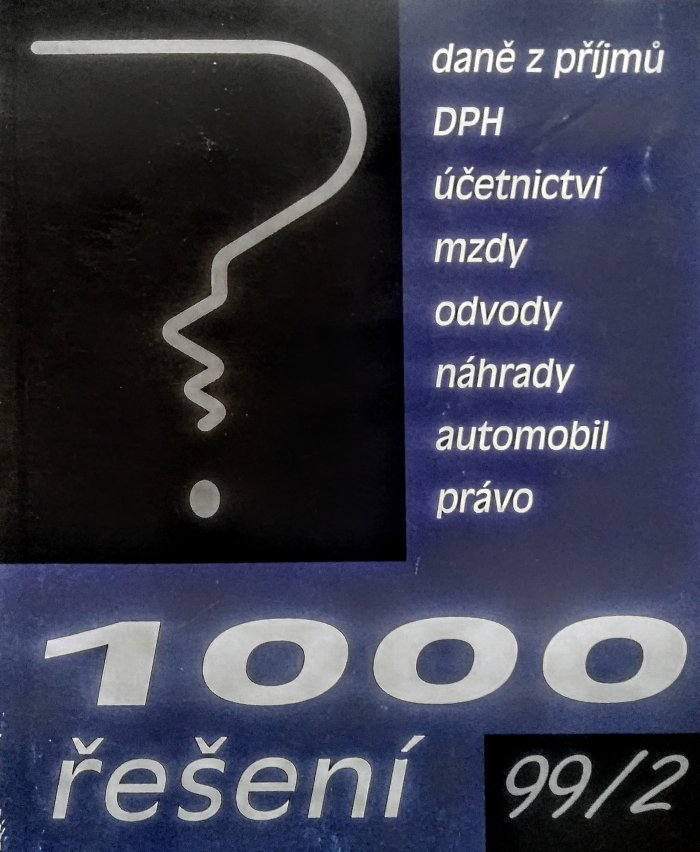 daně z příjmů
DPH
účetnictví
mzdy
odvody
náhrady
automobil
právo
1000
řešení
99/2